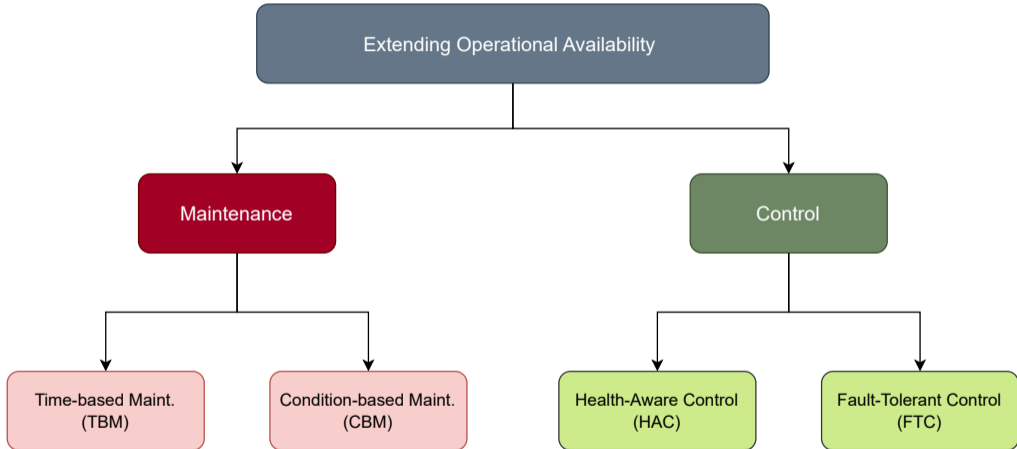 Extending Operational Availability
Maintenance
Control
Time-based Maint.
(TBM)
Condition-based Maint.
(CBM)
Health-Aware Control
(HAC)
Fault-Tolerant Control
(FTC)